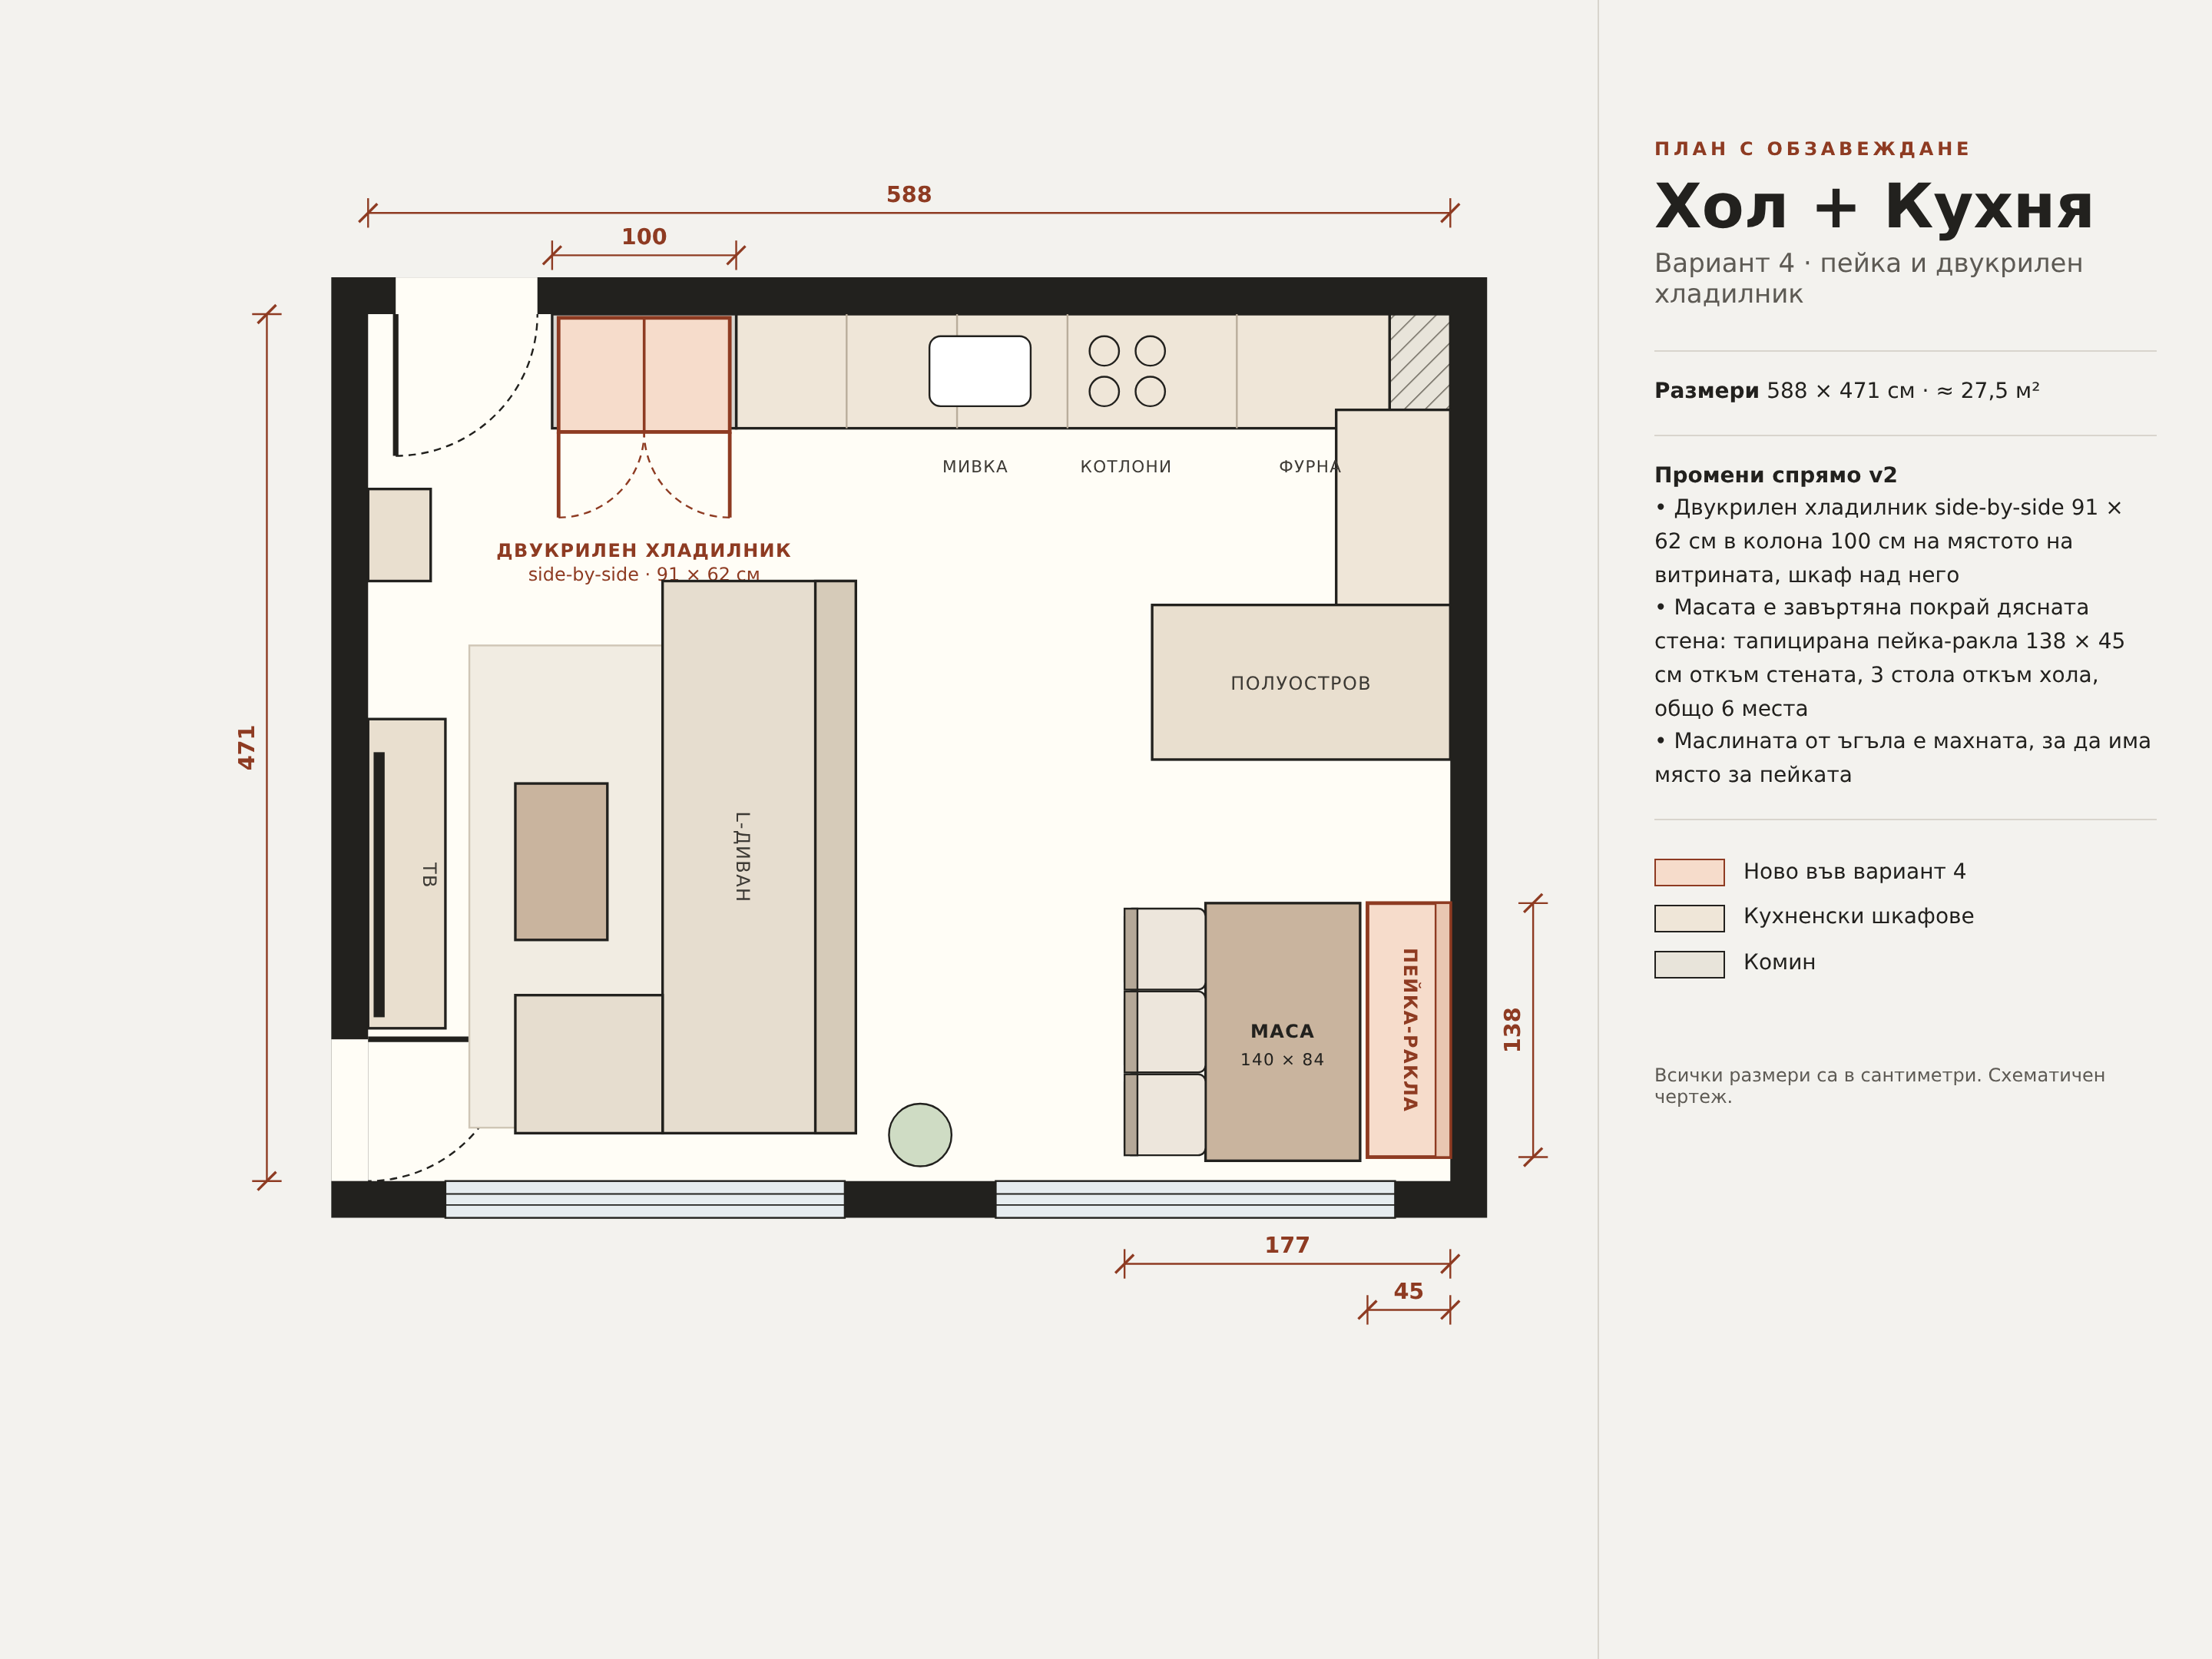 588
100
471
МИВКА
КОТЛОНИ
ФУРНА
ДВУКРИЛЕН ХЛАДИЛНИК
side-by-side · 91 × 62 см
ПОЛУОСТРОВ
L-ДИВАН
ТВ
МАСА
140 × 84
ПЕЙКА-РАКЛА
138
177
45
ПЛАН С ОБЗАВЕЖДАНЕ
Хол + Кухня
Вариант 4 · пейка и двукрилен
хладилник
Размери 588 × 471 см · ≈ 27,5 м²
Промени спрямо v2
• Двукрилен хладилник side-by-side 91 ×
62 см в колона 100 см на мястото на
витрината, шкаф над него
• Масата е завъртяна покрай дясната
стена: тапицирана пейка-ракла 138 × 45
см откъм стената, 3 стола откъм хола,
общо 6 места
• Маслината от ъгъла е махната, за да има
място за пейката
Ново във вариант 4
Кухненски шкафове
Комин
Всички размери са в сантиметри. Схематичен
чертеж.